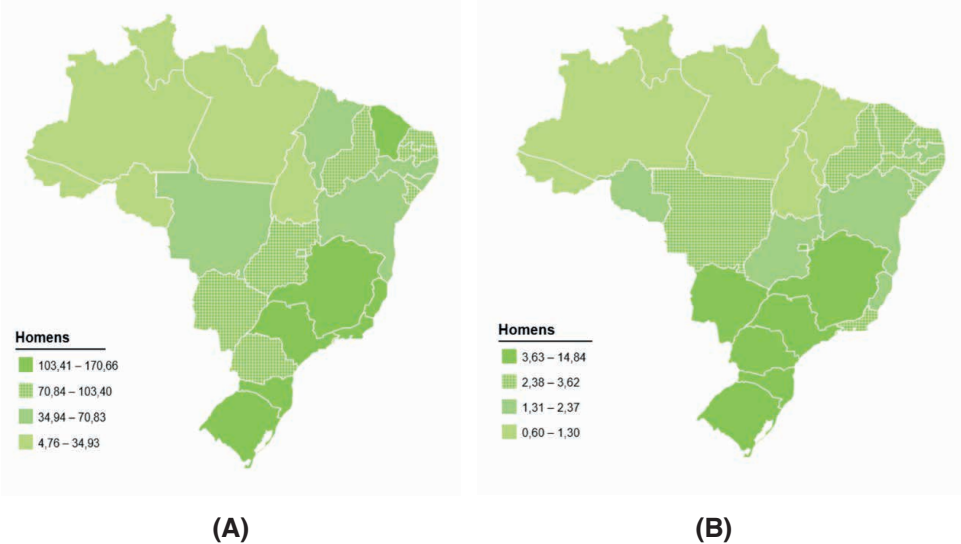 Homens
103,41 – 170,66
70,84 – 103,40
34,94 – 70,83
4,76 – 34,93
(A)
Homens
3,63 – 14,84
2,38 – 3,62
1,31 – 2,37
0,60 – 1,30
(B)